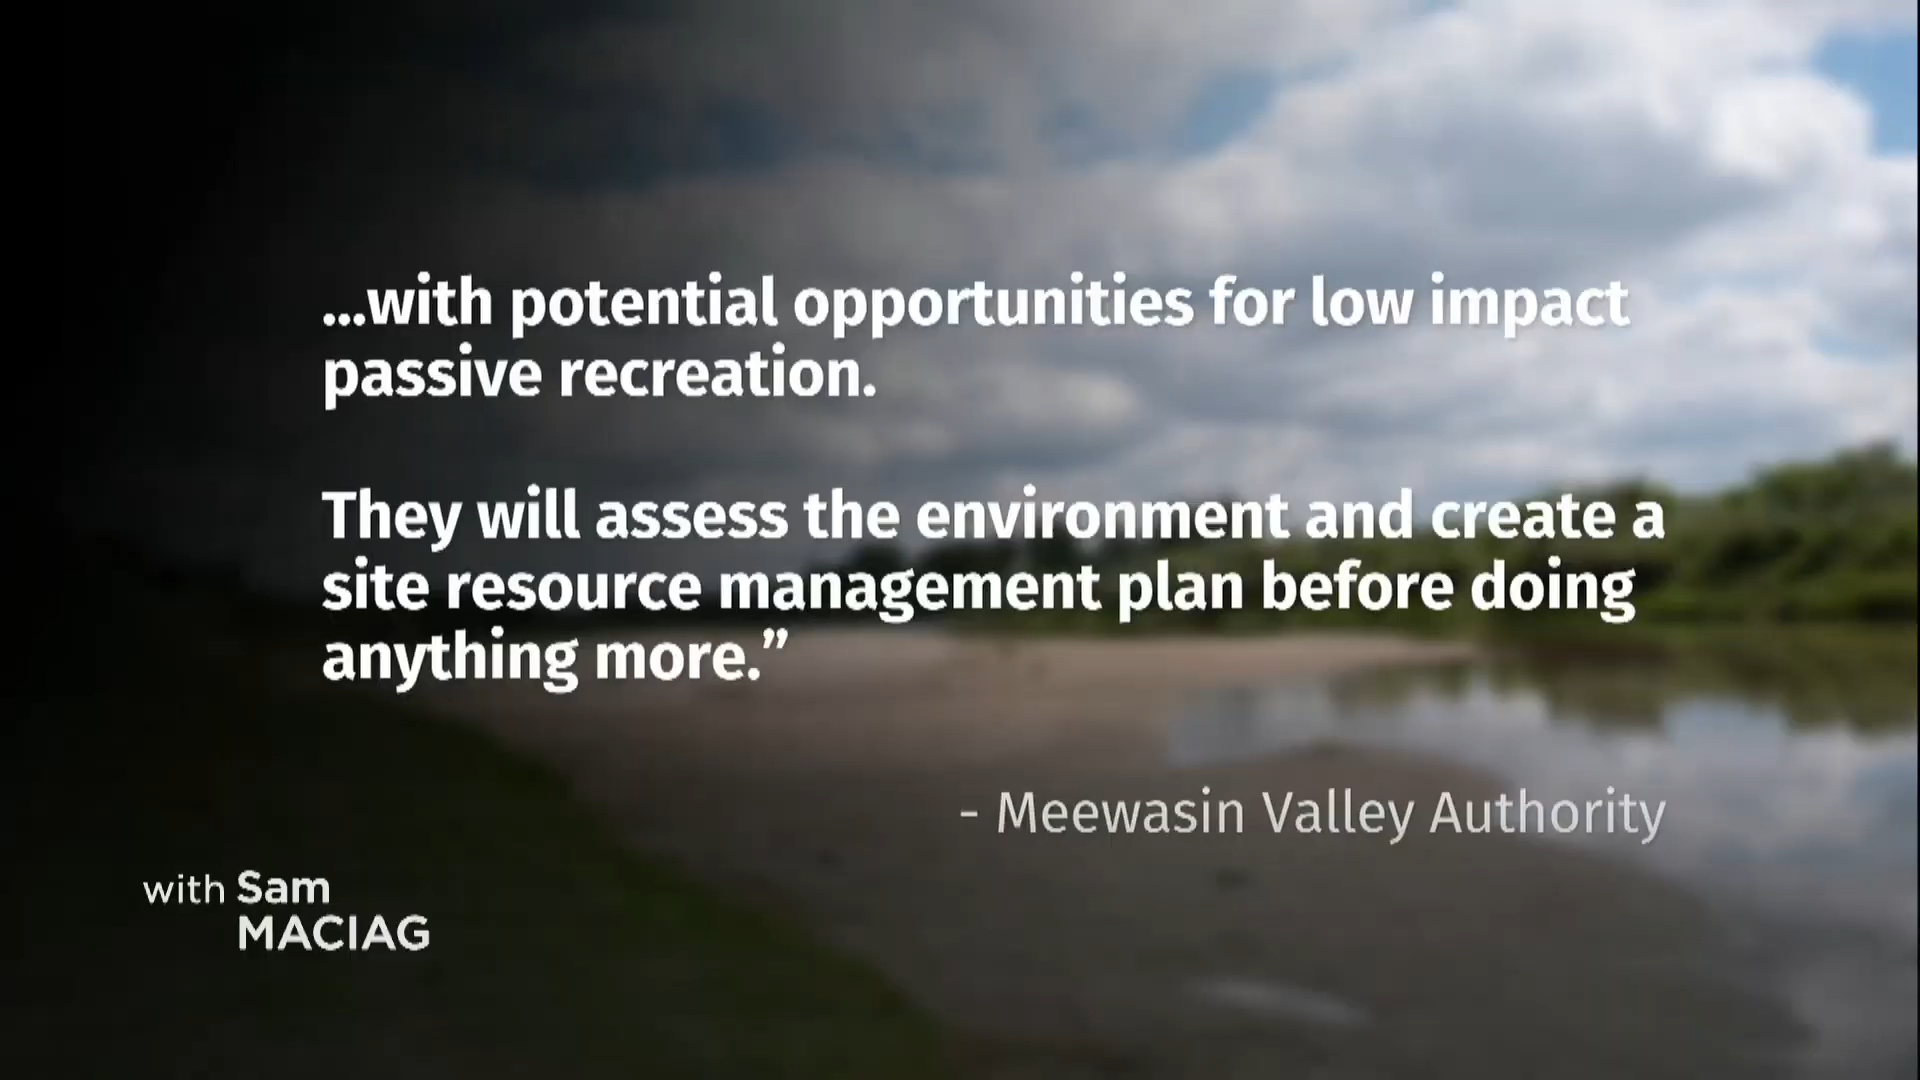 ...with potential opportunities for low impact
passive recreation.
They will assess the environment and create a
site resource management plan before doing
anything more.”
- Meewasin Valley Authority
with Sam
MACIAG